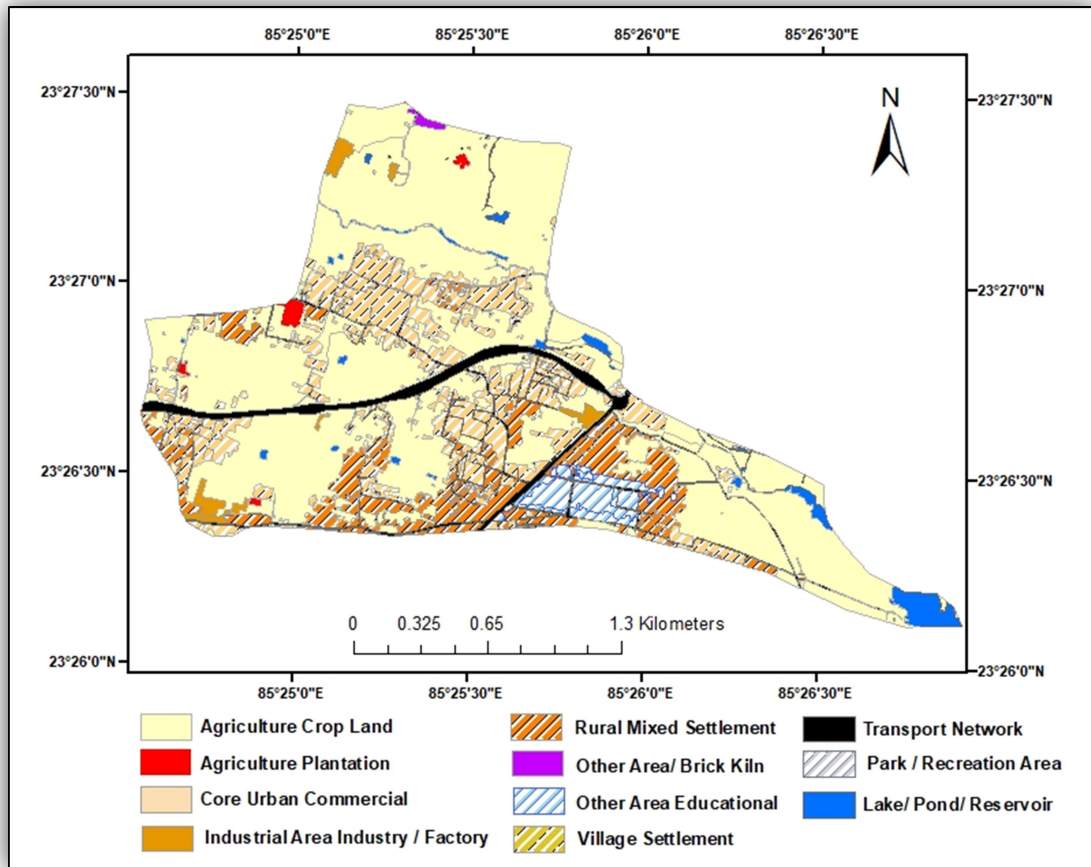 85°25'0"E 85°25'30"E 85°26'0"E 85°26'30"E
23°27'30"N 23°27'30"N
N
23°27'0"N 23°27'0"N
23°26'30"N 23°26'30"N
0 0.325 0.65 1.3 Kilometers
23°26'0"N 23°26'0"N
85°25'0"E 85°25'30"E 85°26'0"E 85°26'30"E
Agriculture Crop Land Rural Mixed Settlement Transport Network
Agriculture Plantation Other Area/ Brick Kiln Park / Recreation Area
Core Urban Commercial Other Area Educational Lake/ Pond/ Reservoir
Industrial Area Industry / Factory Village Settlement